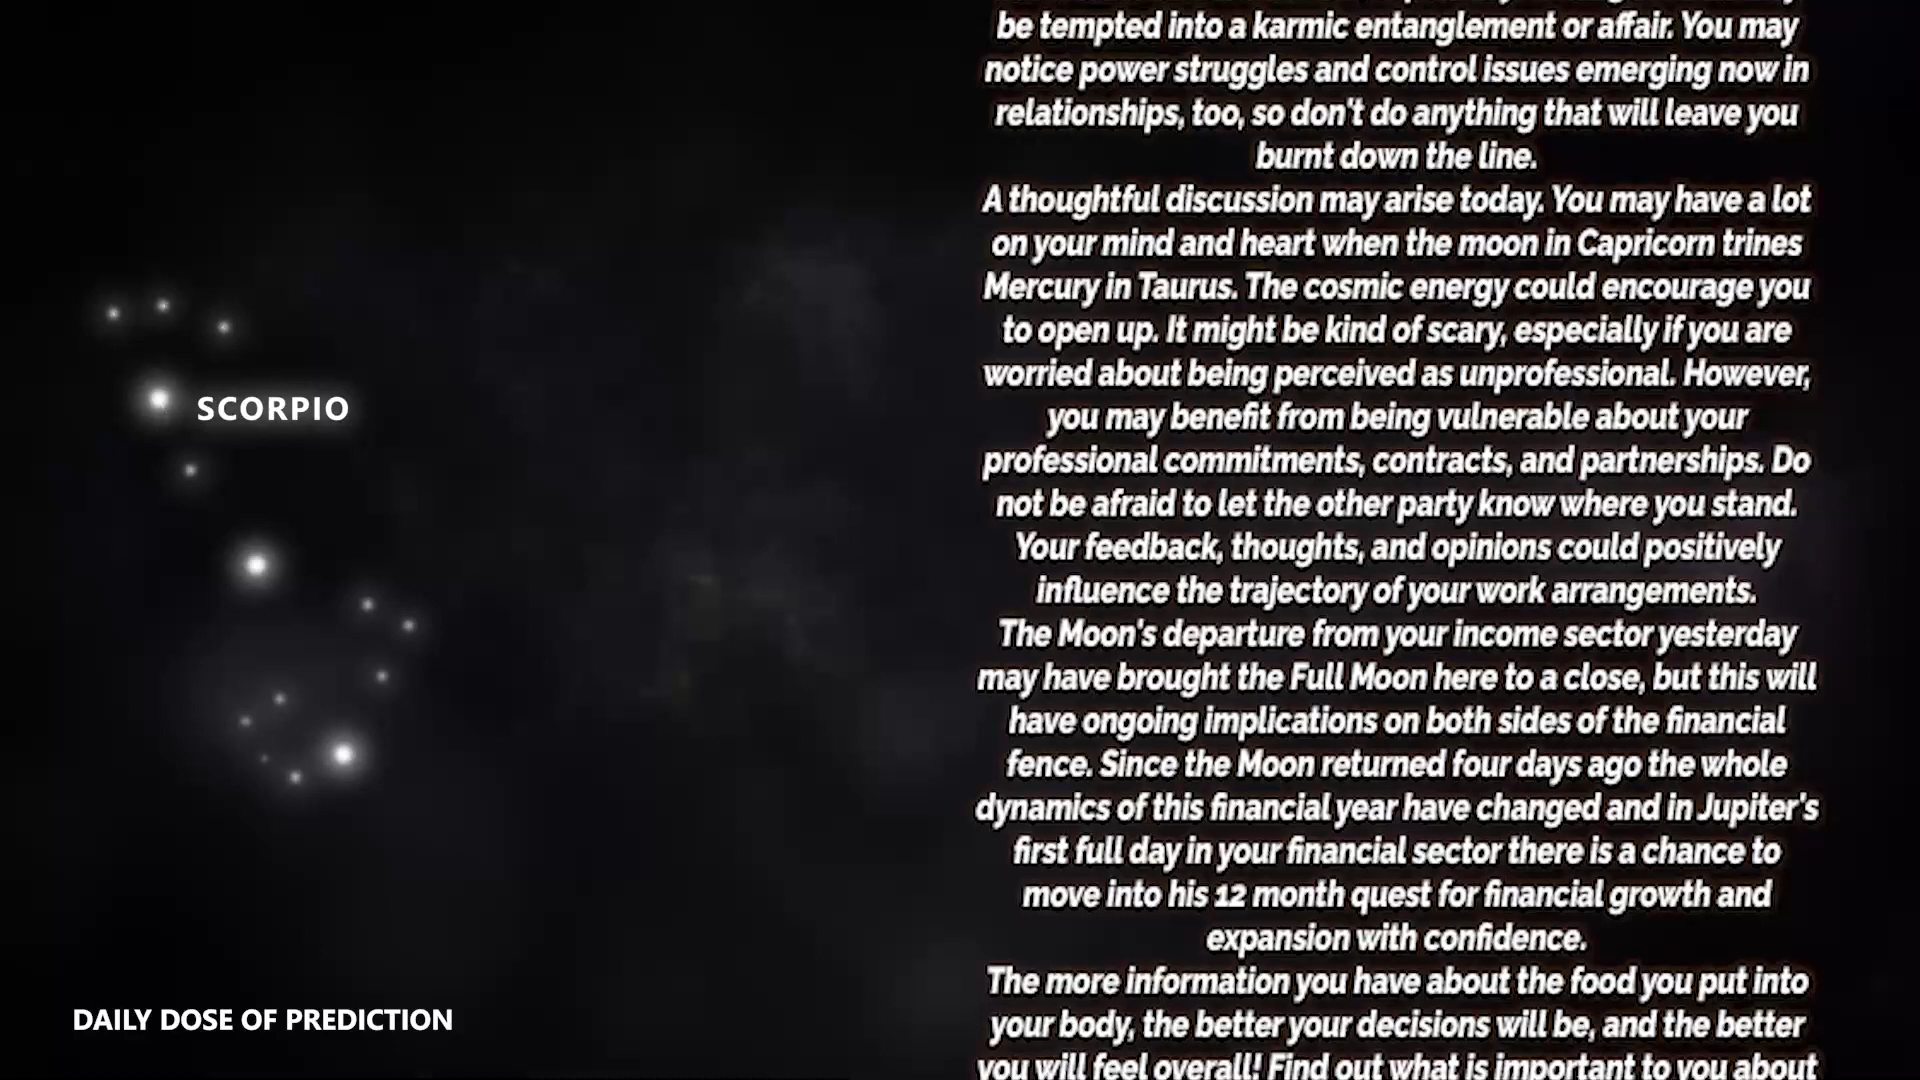 be tempted into a karmic entanglement or affair. You may
notice power struggles and control issues emerging now in
relationships, too, so don't do anything that will leave you
burnt down the line.
A thoughtful discussion may arise today. You may have a lot
on your mind and heart when the moon in Capricorn trines
Mercury in Taurus. The cosmic energy could encourage you
to open up. It might be kind of scary, especially if you are
worried about being perceived as unprofessional. However,
you may benefit from being vulnerable about your
professional commitments, contracts, and partnerships. Do
not be afraid to let the other party know where you stand.
Your feedback, thoughts, and opinions could positively
influence the trajectory of your work arrangements.
The Moon's departure from your income sector yesterday
may have brought the Full Moon here to a close, but this will
have ongoing implications on both sides of the financial
fence. Since the Moon returned four days ago the whole
dynamics of this financial year have changed and in Jupiter's
first full day in your financial sector there is a chance to
move into his 12 month quest for financial growth and
expansion with confidence.
The more information you have about the food you put into
your body, the better your decisions will be, and the better
you will feel overall! Find out what is important to you about
SCORPIO
DAILY DOSE OF PREDICTION